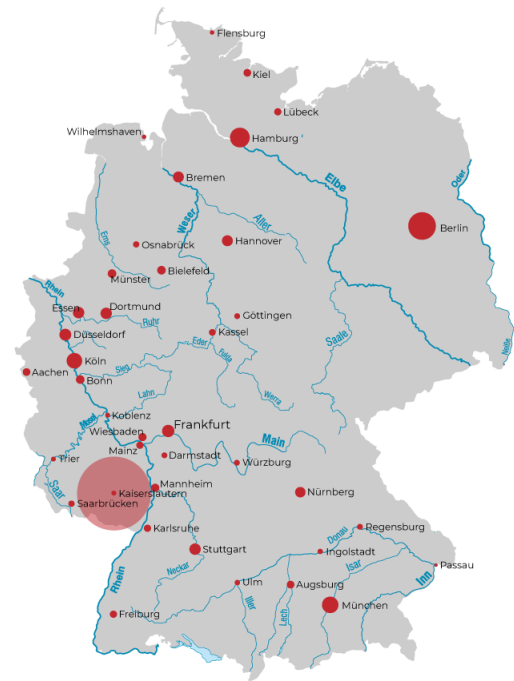 Flensburg
Kiel
Lübeck
Wilhelmshaven
Hamburg
Bremen
Elbe
Oder
Weser
Aller
Berlin
Ems
Osnabrück
Hannover
Münster
Bielefeld
Rhein
Essen
Dortmund
Göttingen
Ruhr
Düsseldorf
Kassel
Saale
Eder
Neiße
Fulda
Köln
Sieg
Aachen
Bonn
Lahn
Werra
Mosel
Koblenz
Frankfurt
Wiesbaden
Main
Mainz
Darmstadt
Trier
Würzburg
Saar
Mannheim
Kaiserslautern
Nürnberg
Saarbrücken
Karlsruhe
Regensburg
Donau
Stuttgart
Ingolstadt
Neckar
Isar
Passau
Rhein
Inn
Ulm
Augsburg
Iller
Lech
München
Freiburg